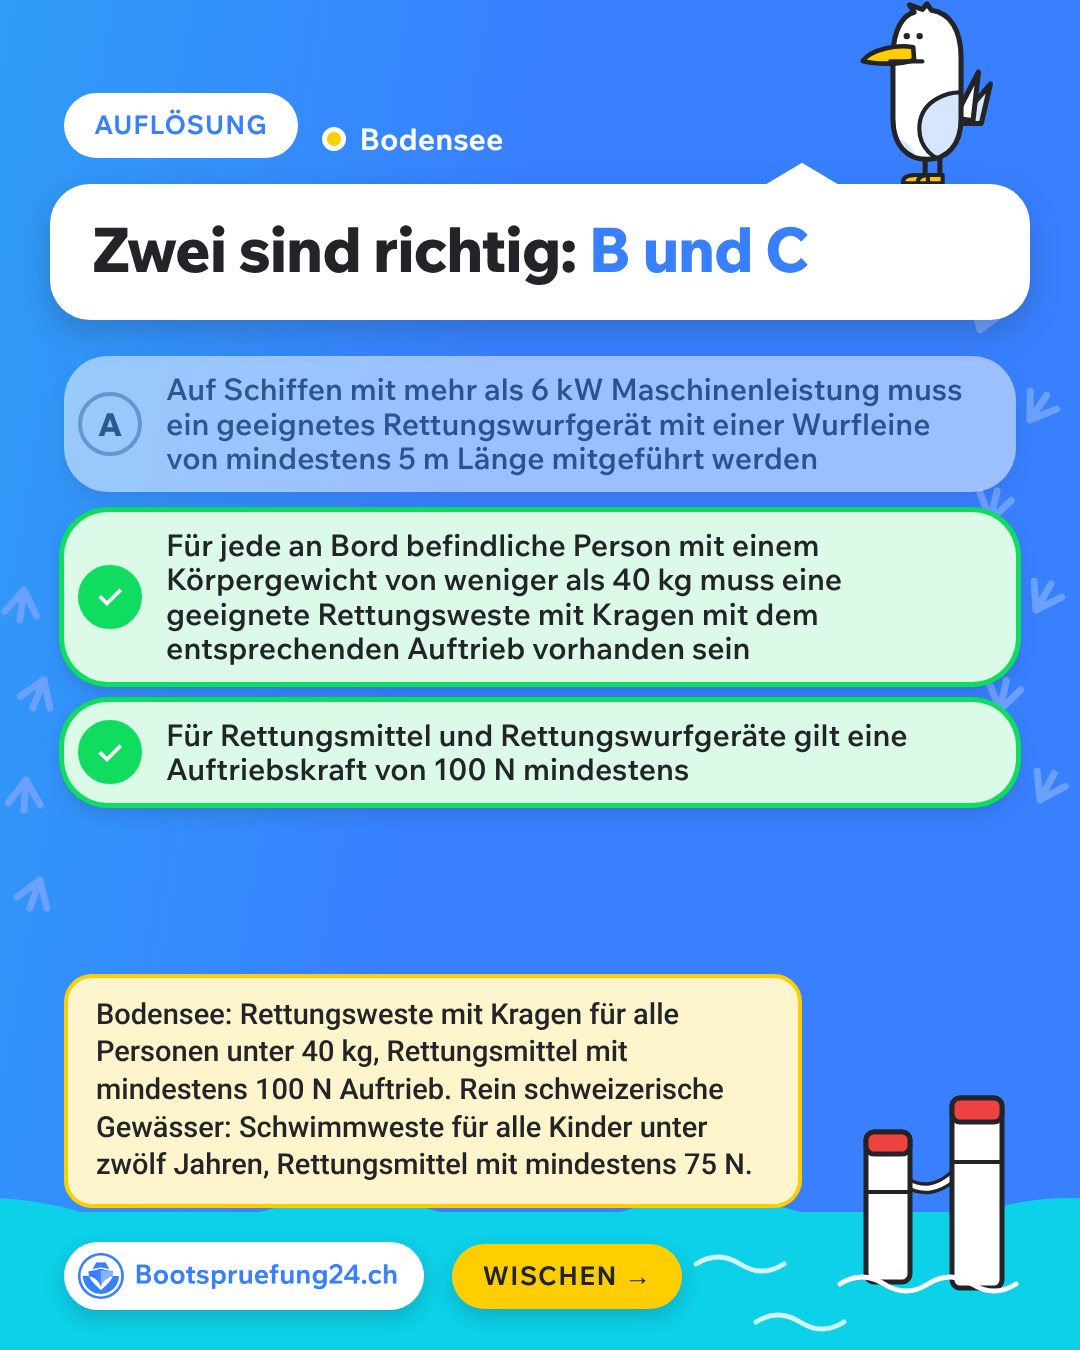 AUFLÖSUNG
Bodensee
Zwei sind richtig: B und C
A
Auf Schiffen mit mehr als 6 kW Maschinenleistung muss
ein geeignetes Rettungswurfgerät mit einer Wurfleine
von mindestens 5 m Länge mitgeführt werden
Für jede an Bord befindliche Person mit einem
Körpergewicht von weniger als 40 kg muss eine
geeignete Rettungsweste mit Kragen mit dem
entsprechenden Auftrieb vorhanden sein
Für Rettungsmittel und Rettungswurfgeräte gilt eine
Auftriebskraft von 100 N mindestens
Bodensee: Rettungsweste mit Kragen für alle
Personen unter 40 kg, Rettungsmittel mit
mindestens 100 N Auftrieb. Rein schweizerische
Gewässer: Schwimmweste für alle Kinder unter
zwölf Jahren, Rettungsmittel mit mindestens 75 N.
Bootspruefung24.ch
WISCHEN →